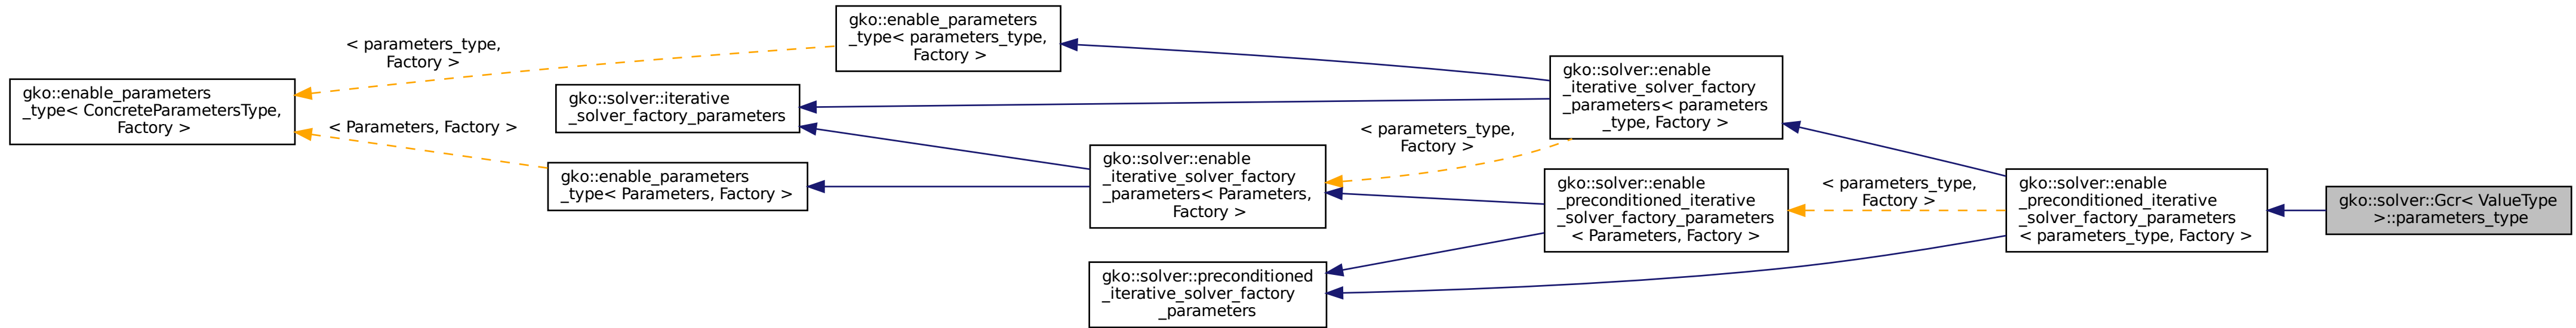 gko::enable_parameters
_type< ConcreteParametersType,
Factory >
< parameters_type,
Factory >
< Parameters, Factory >
gko::enable_parameters
_type< parameters_type,
Factory >
gko::solver::iterative
_solver_factory_parameters
gko::enable_parameters
_type< Parameters, Factory >
gko::solver::enable
_iterative_solver_factory
_parameters< Parameters,
Factory >
gko::solver::preconditioned
_iterative_solver_factory
_parameters
< parameters_type,
Factory >
gko::solver::enable
_iterative_solver_factory
_parameters< parameters
_type, Factory >
gko::solver::enable
_preconditioned_iterative
_solver_factory_parameters
< Parameters, Factory >
< parameters_type,
Factory >
gko::solver::enable
_preconditioned_iterative
_solver_factory_parameters
< parameters_type, Factory >
gko::solver::Gcr< ValueType
>::parameters_type